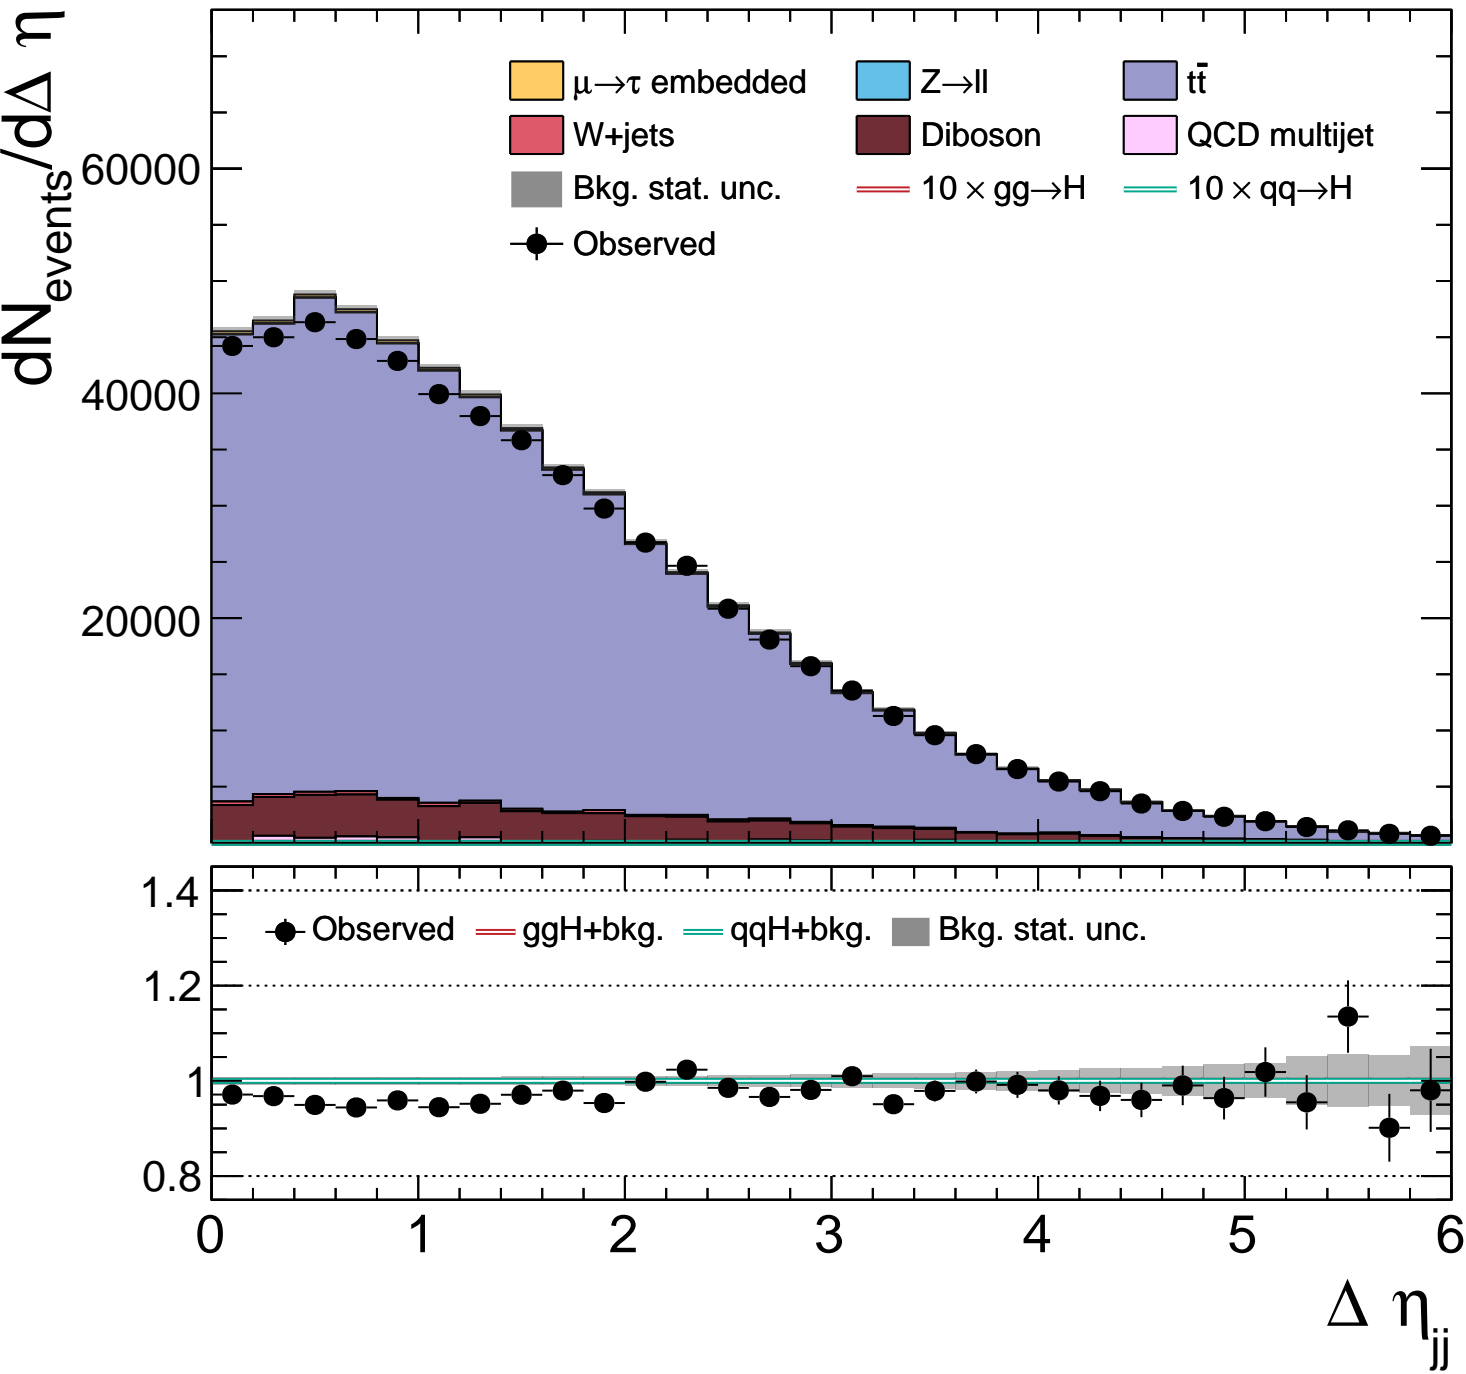 dN_events/dΔ η
μ→τ embedded Z→ll tt̄
W+jets Diboson QCD multijet
Bkg. stat. unc. 10 × gg→H 10 × qq→H
Observed
60000
40000
20000
1.4
Observed ggH+bkg. qqH+bkg. Bkg. stat. unc.
1.2
1
0.8
0 1 2 3 4 5 6
Δ η_jj